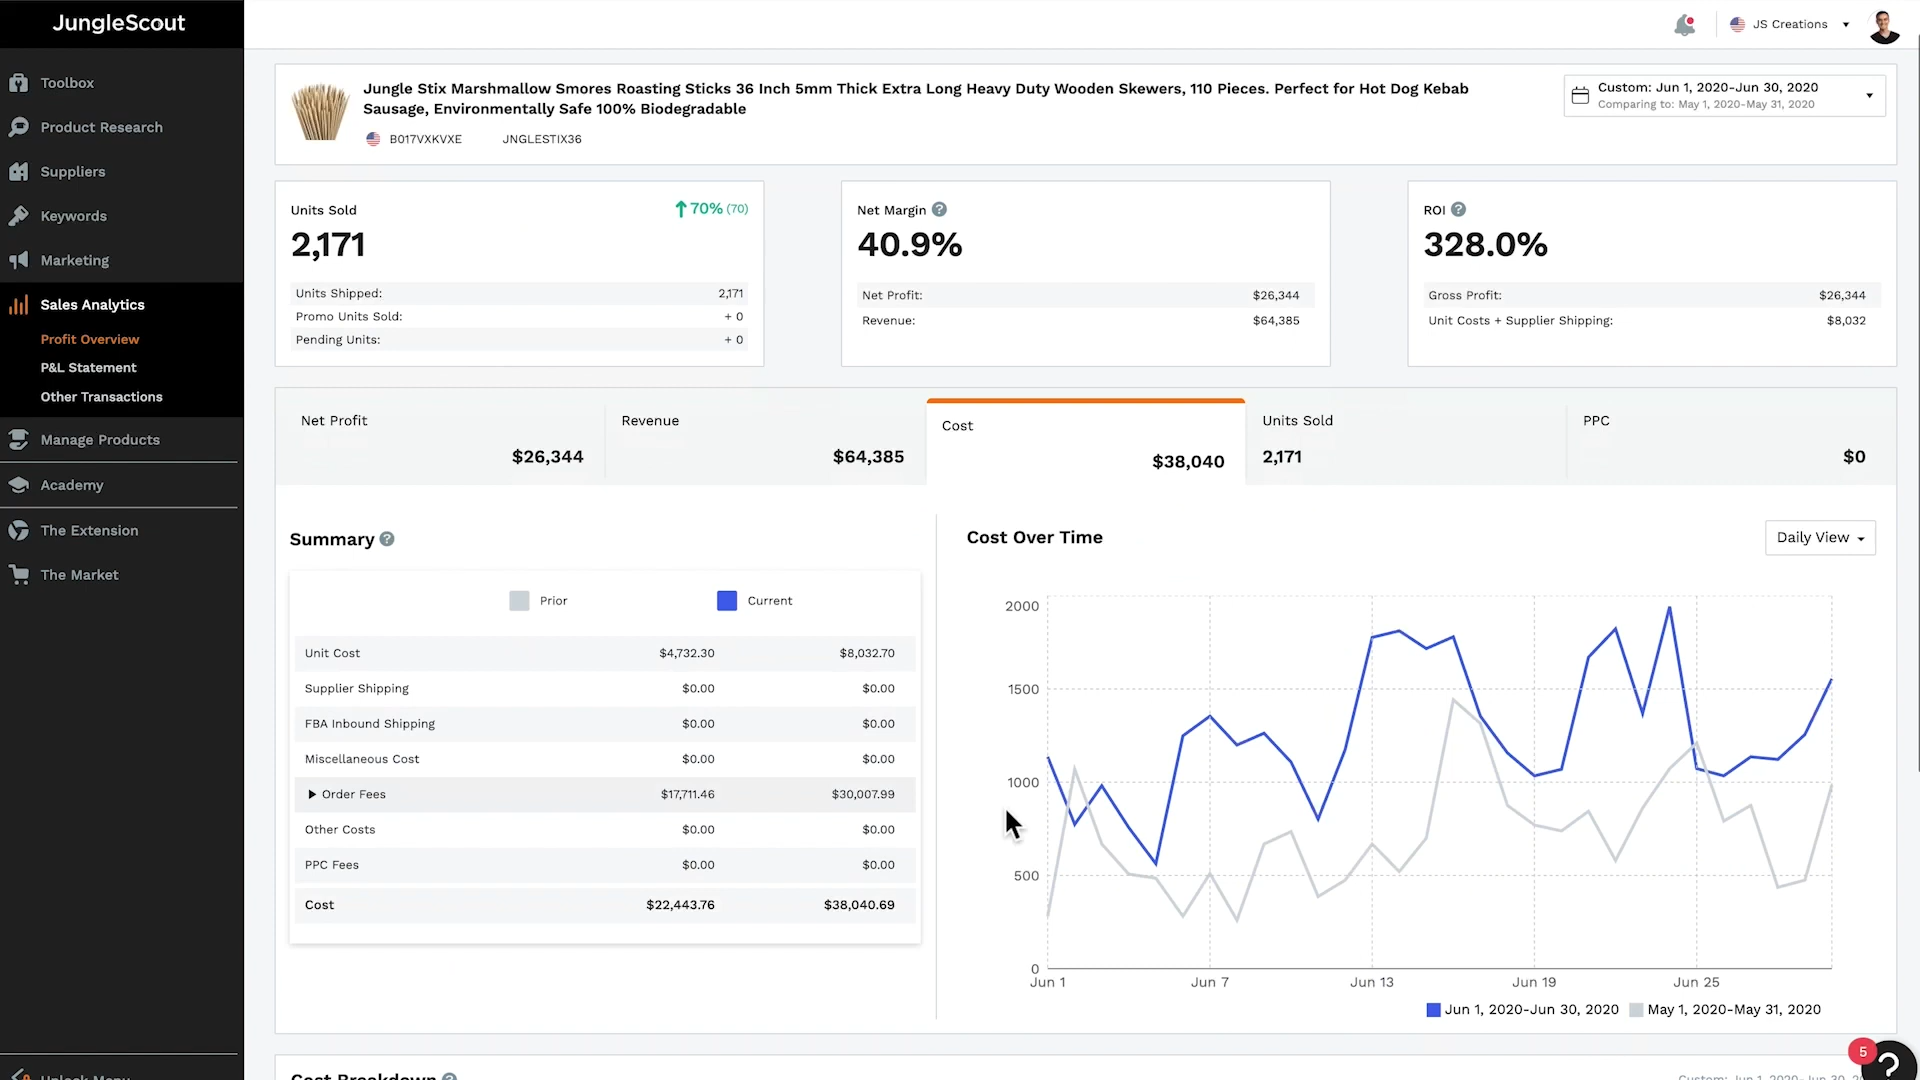 JungleScout
JS Creations
Toolbox
Product Research
Suppliers
Keywords
Marketing
Sales Analytics
Profit Overview
P&L Statement
Other Transactions
Manage Products
Academy
The Extension
The Market
Jungle Stix Marshmallow Smores Roasting Sticks 36 Inch 5mm Thick Extra Long Heavy Duty Wooden Skewers, 110 Pieces. Perfect for Hot Dog Kebab
Sausage, Environmentally Safe 100% Biodegradable
B017VXKVXE JNGLESTIX36
Custom: Jun 1, 2020-Jun 30, 2020
Comparing to: May 1, 2020-May 31, 2020
Units Sold 70% (70)
2,171
Units Shipped: 2,171
Promo Units Sold: + 0
Pending Units: + 0
Net Margin ?
40.9%
Net Profit: $26,344
Revenue: $64,385
ROI ?
328.0%
Gross Profit: $26,344
Unit Costs + Supplier Shipping: $8,032
Net Profit
$26,344
Revenue
$64,385
Cost
$38,040
Units Sold
2,171
PPC
$0
Summary ?
Prior Current
Unit Cost $4,732.30 $8,032.70
Supplier Shipping $0.00 $0.00
FBA Inbound Shipping $0.00 $0.00
Miscellaneous Cost $0.00 $0.00
Order Fees $17,711.46 $30,007.99
Other Costs $0.00 $0.00
PPC Fees $0.00 $0.00
Cost $22,443.76 $38,040.69
Cost Over Time
Daily View
2000
1500
1000
500
0
Jun 1 Jun 7 Jun 13 Jun 19 Jun 25
Jun 1, 2020-Jun 30, 2020 May 1, 2020-May 31, 2020
Cost Breakdown ?
5
?